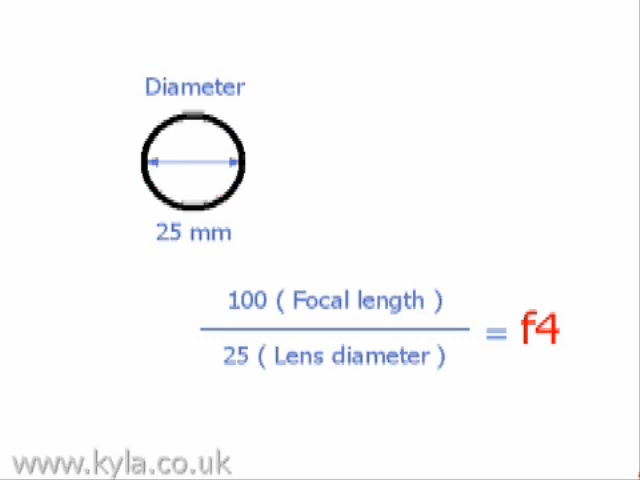 Diameter
25 mm
100 ( Focal length )
25 ( Lens diameter )
= f4
www.kyla.co.uk